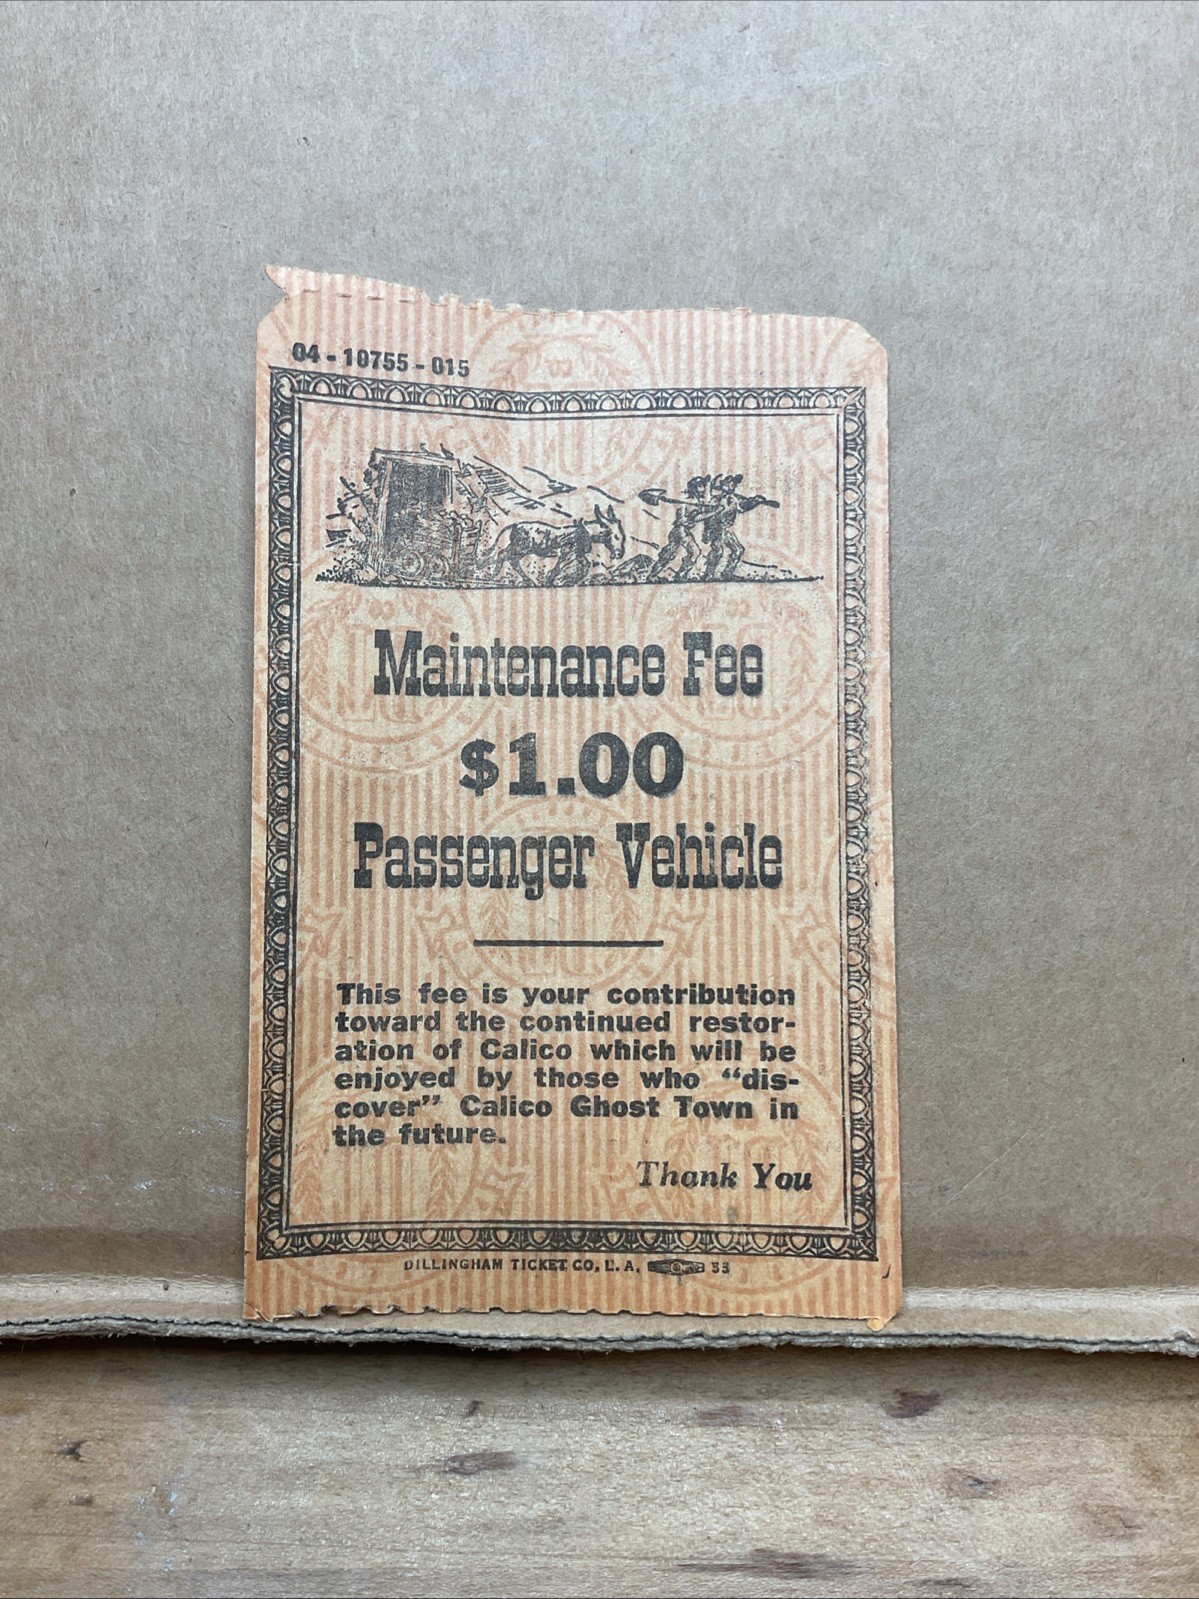 04 - 10755 - 015
Maintenance Fee
$1.00
Passenger Vehicle
This fee is your contribution
toward the continued restor-
ation of Calico which will be
enjoyed by those who “dis-
cover” Calico Ghost Town in
the future.
Thank You
DILLINGHAM TICKET CO, L. A. 53